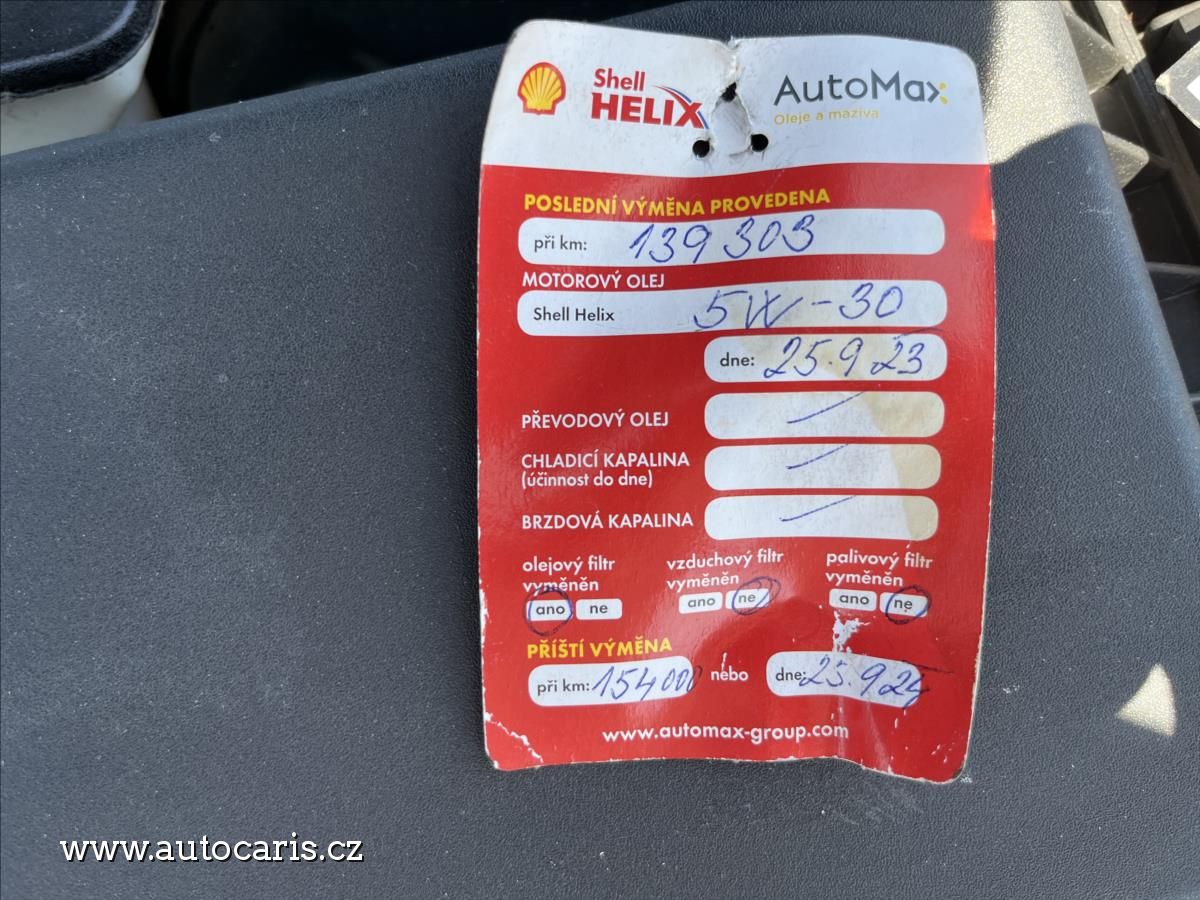 Shell
HELIX
AutoMax
Oleje a maziva
POSLEDNÍ VÝMĚNA PROVEDENA
při km: 139 303
MOTOROVÝ OLEJ
Shell Helix 5W-30
dne: 25.9 23
PŘEVODOVÝ OLEJ —
CHLADICÍ KAPALINA —
(účinnost do dne)
BRZDOVÁ KAPALINA —
olejový filtr vzduchový filtr palivový filtr
vyměněn vyměněn vyměněn
ano ne ano ne ano ne
PŘÍŠTÍ VÝMĚNA
při km: 154 000 nebo dne: 25.9 24
www.automax-group.com
www.autocaris.cz